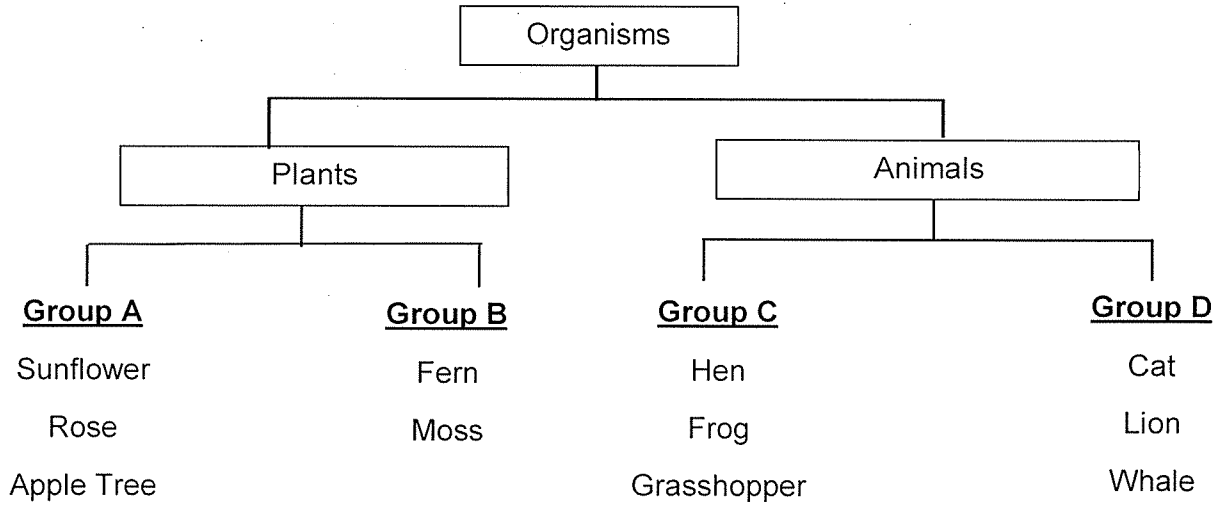 Organisms
Plants
Animals
Group A
Sunflower
Rose
Apple Tree
Group B
Fern
Moss
Group C
Hen
Frog
Grasshopper
Group D
Cat
Lion
Whale